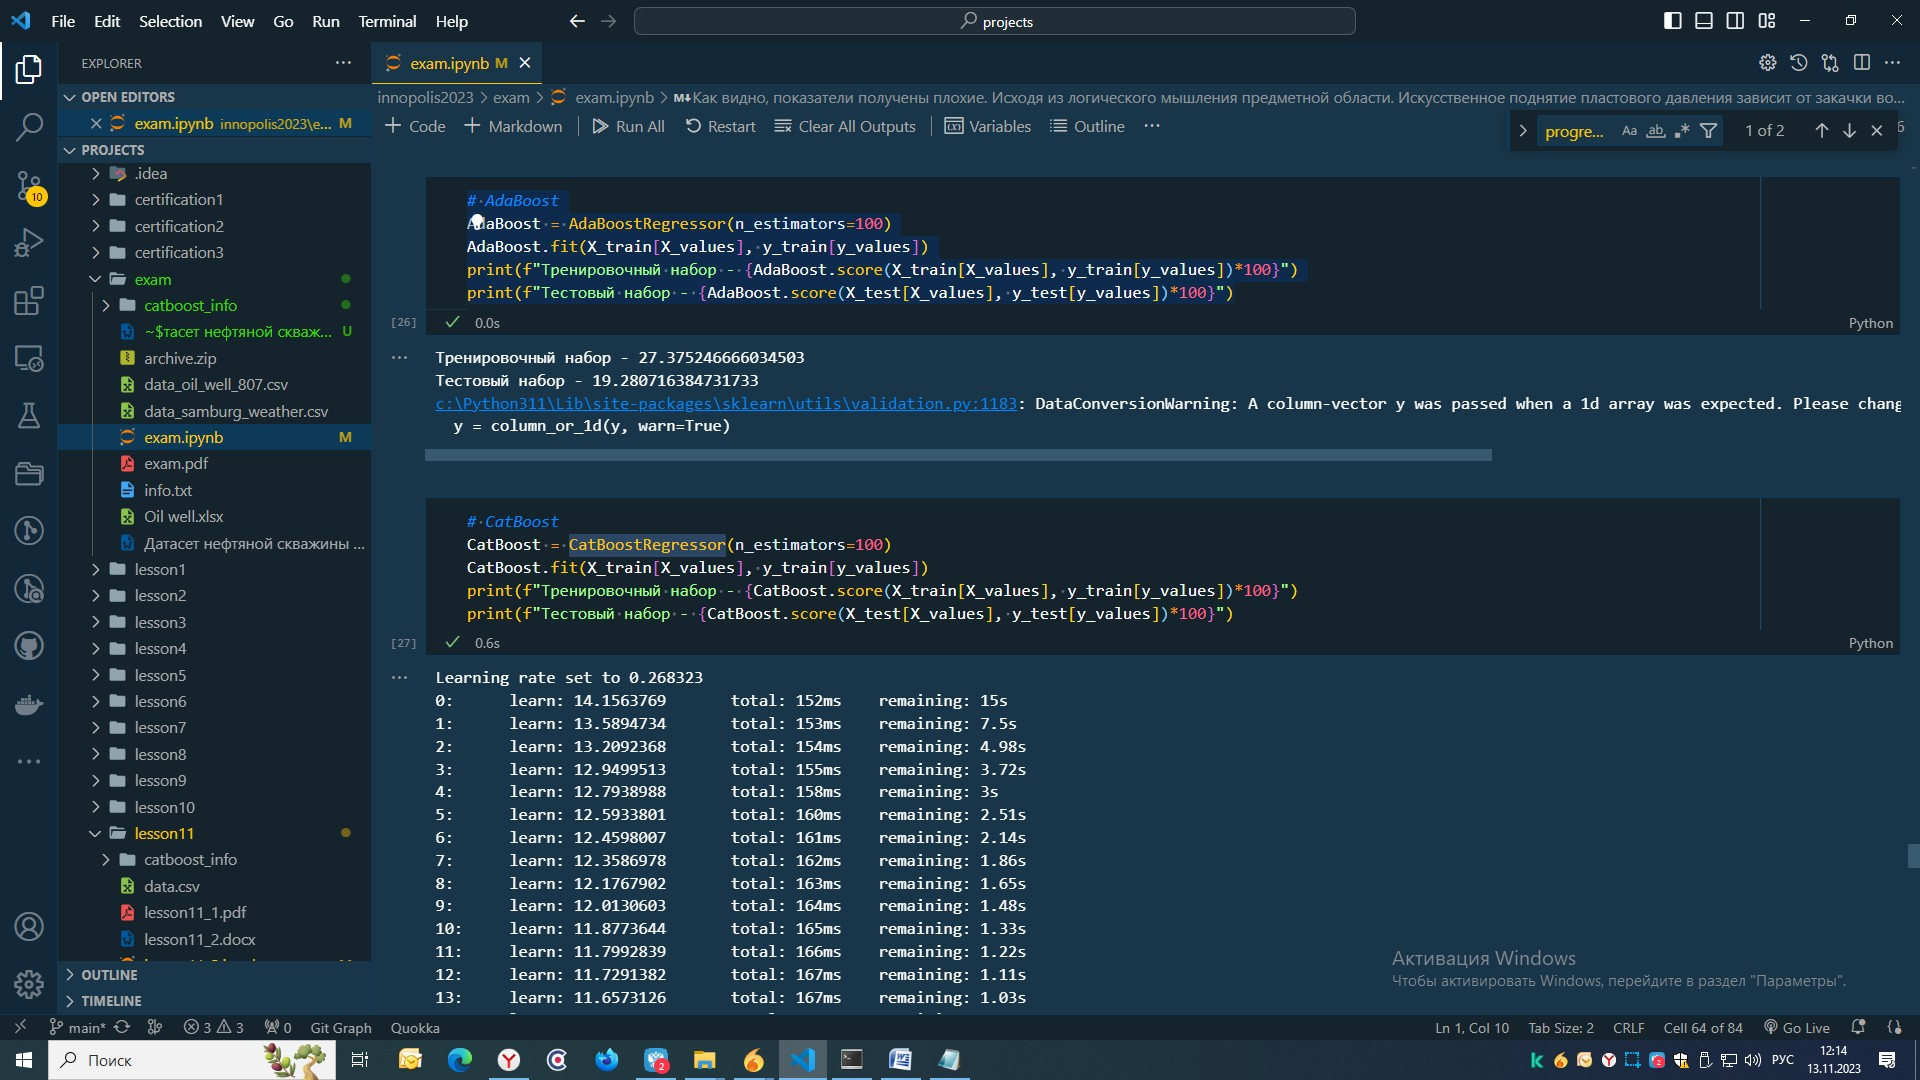 File Edit Selection View Go Run Terminal Help
projects
EXPLORER
exam.ipynb M
OPEN EDITORS
innopolis2023 > exam > exam.ipynb > M↓Как видно, показатели получены плохие. Исходя из логического мышления предметной области. Искусственное поднятие пластового давления зависит от закачки во...
exam.ipynb innopolis2023\e... M
+ Code + Markdown Run All Restart Clear All Outputs Variables Outline ...
progre... Aa ab 1 of 2
6
PROJECTS
.idea
certification1
certification2
certification3
exam
catboost_info
~$тасет нефтяной скваж... U
archive.zip
data_oil_well_807.csv
data_samburg_weather.csv
exam.ipynb M
exam.pdf
info.txt
Oil well.xlsx
Датасет нефтяной скважины ...
lesson1
lesson2
lesson3
lesson4
lesson5
lesson6
lesson7
lesson8
lesson9
lesson10
lesson11
catboost_info
data.csv
lesson11_1.pdf
lesson11_2.docx
OUTLINE
TIMELINE
# AdaBoost
AdaBoost = AdaBoostRegressor(n_estimators=100)
AdaBoost.fit(X_train[X_values], y_train[y_values])
print(f"Тренировочный набор - {AdaBoost.score(X_train[X_values], y_train[y_values])*100}")
print(f"Тестовый набор - {AdaBoost.score(X_test[X_values], y_test[y_values])*100}")
[26] 0.0s Python
Тренировочный набор - 27.375246666034503
Тестовый набор - 19.280716384731733
c:\Python311\Lib\site-packages\sklearn\utils\validation.py:1183: DataConversionWarning: A column-vector y was passed when a 1d array was expected. Please chang
y = column_or_1d(y, warn=True)
# CatBoost
CatBoost = CatBoostRegressor(n_estimators=100)
CatBoost.fit(X_train[X_values], y_train[y_values])
print(f"Тренировочный набор - {CatBoost.score(X_train[X_values], y_train[y_values])*100}")
print(f"Тестовый набор - {CatBoost.score(X_test[X_values], y_test[y_values])*100}")
[27] 0.6s Python
Learning rate set to 0.268323
0: learn: 14.1563769 total: 152ms remaining: 15s
1: learn: 13.5894734 total: 153ms remaining: 7.5s
2: learn: 13.2092368 total: 154ms remaining: 4.98s
3: learn: 12.9499513 total: 155ms remaining: 3.72s
4: learn: 12.7938988 total: 158ms remaining: 3s
5: learn: 12.5933801 total: 160ms remaining: 2.51s
6: learn: 12.4598007 total: 161ms remaining: 2.14s
7: learn: 12.3586978 total: 162ms remaining: 1.86s
8: learn: 12.1767902 total: 163ms remaining: 1.65s
9: learn: 12.0130603 total: 164ms remaining: 1.48s
10: learn: 11.8773644 total: 165ms remaining: 1.33s
11: learn: 11.7992839 total: 166ms remaining: 1.22s
12: learn: 11.7291382 total: 167ms remaining: 1.11s
13: learn: 11.6573126 total: 167ms remaining: 1.03s
10
Активация Windows
Чтобы активировать Windows, перейдите в раздел "Параметры".
main* 3 3 0 Git Graph Quokka Ln 1, Col 10 Tab Size: 2 CRLF Cell 64 of 84 Go Live
Поиск
2
РУС
12:14
13.11.2023